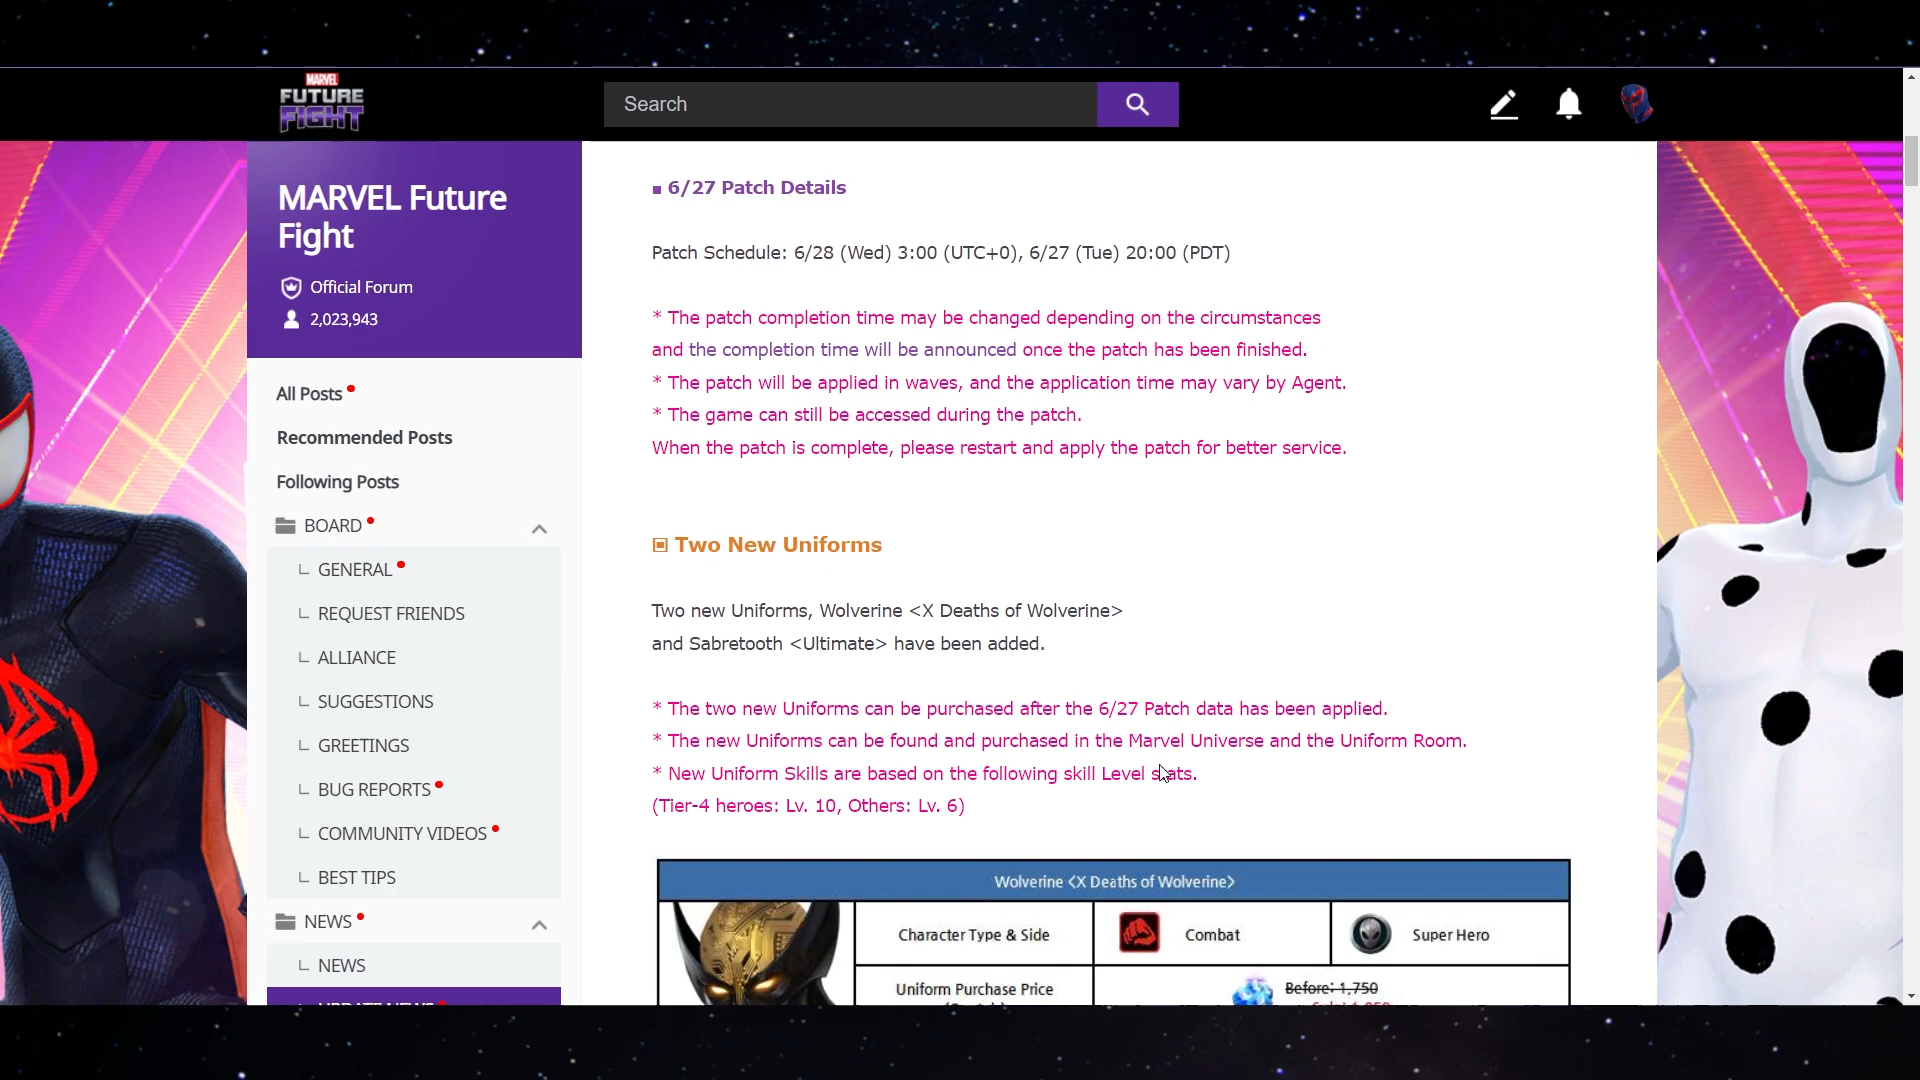 MARVEL
FUTURE
FIGHT
Search
MARVEL Future
Fight
Official Forum
2,023,943
All Posts
Recommended Posts
Following Posts
BOARD
GENERAL
REQUEST FRIENDS
ALLIANCE
SUGGESTIONS
GREETINGS
BUG REPORTS
COMMUNITY VIDEOS
BEST TIPS
NEWS
NEWS
UPDATE NEWS
■ 6/27 Patch Details
Patch Schedule: 6/28 (Wed) 3:00 (UTC+0), 6/27 (Tue) 20:00 (PDT)
* The patch completion time may be changed depending on the circumstances
and the completion time will be announced once the patch has been finished.
* The patch will be applied in waves, and the application time may vary by Agent.
* The game can still be accessed during the patch.
When the patch is complete, please restart and apply the patch for better service.
▣ Two New Uniforms
Two new Uniforms, Wolverine <X Deaths of Wolverine>
and Sabretooth <Ultimate> have been added.
* The two new Uniforms can be purchased after the 6/27 Patch data has been applied.
* The new Uniforms can be found and purchased in the Marvel Universe and the Uniform Room.
* New Uniform Skills are based on the following skill Level stats.
(Tier-4 heroes: Lv. 10, Others: Lv. 6)
Wolverine <X Deaths of Wolverine>
Character Type & Side
Combat
Super Hero
Uniform Purchase Price
Before: 1,750